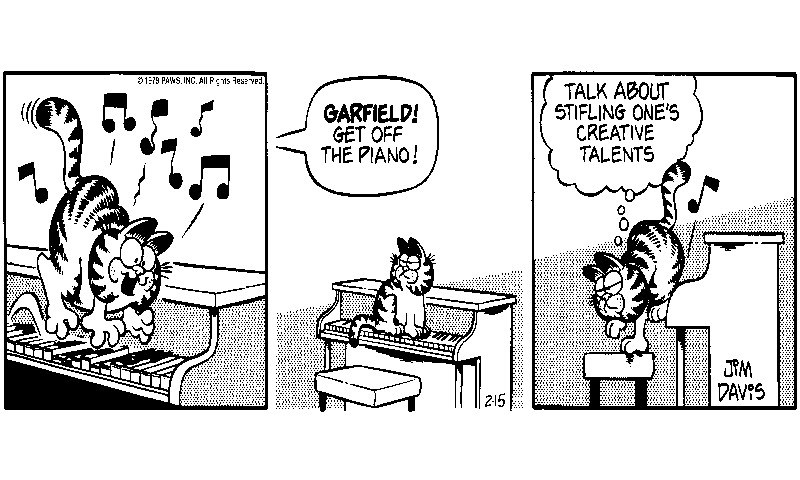 © 1979 PAWS, INC. All Rights Reserved.
GARFIELD!
GET OFF
THE PIANO!
2-15
TALK ABOUT
STIFLING ONE'S
CREATIVE
TALENTS
JIM
DAVIS